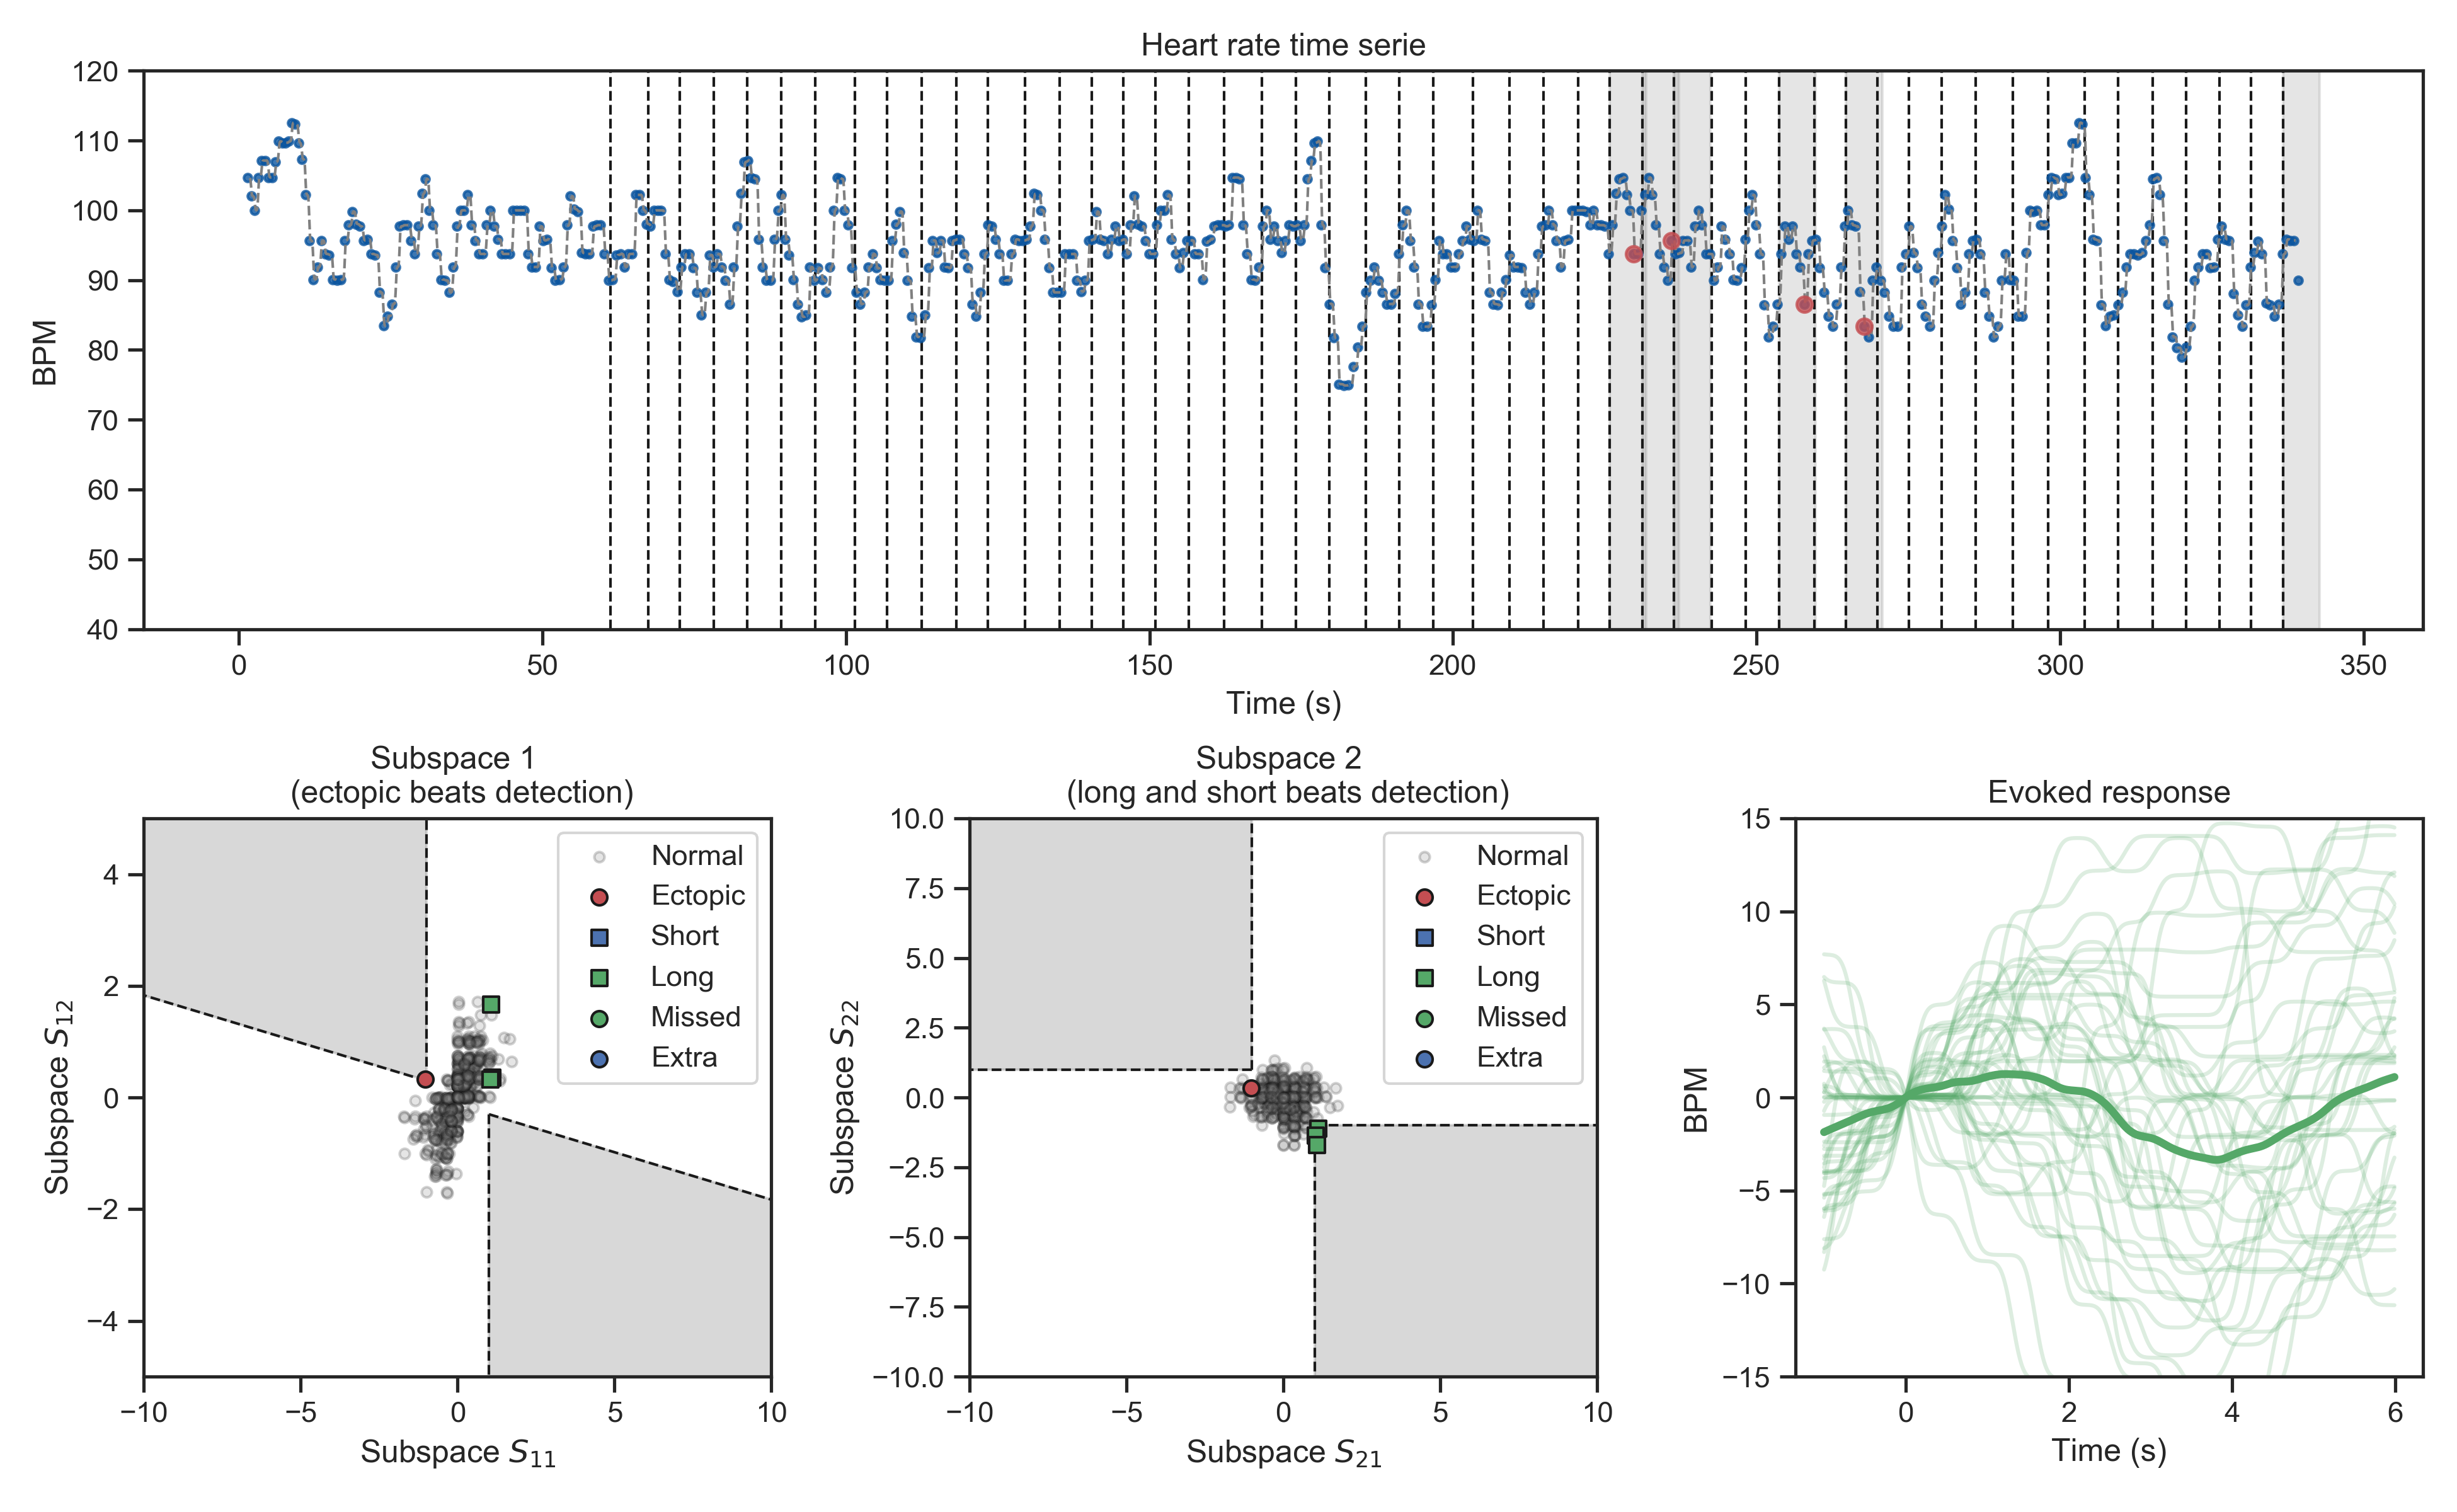 Heart rate time serie
120
110
100
90
80
70
60
50
40
BPM
0 50 100 150 200 250 300 350
Time (s)
Subspace 1
(ectopic beats detection)
4
2
0
−2
−4
Subspace S12
Normal
Ectopic
Short
Long
Missed
Extra
−10 −5 0 5 10
Subspace S11
Subspace 2
(long and short beats detection)
10.0
7.5
5.0
2.5
0.0
−2.5
−5.0
−7.5
−10.0
Subspace S22
Normal
Ectopic
Short
Long
Missed
Extra
−10 −5 0 5 10
Subspace S21
Evoked response
15
10
5
0
−5
−10
−15
BPM
0 2 4 6
Time (s)